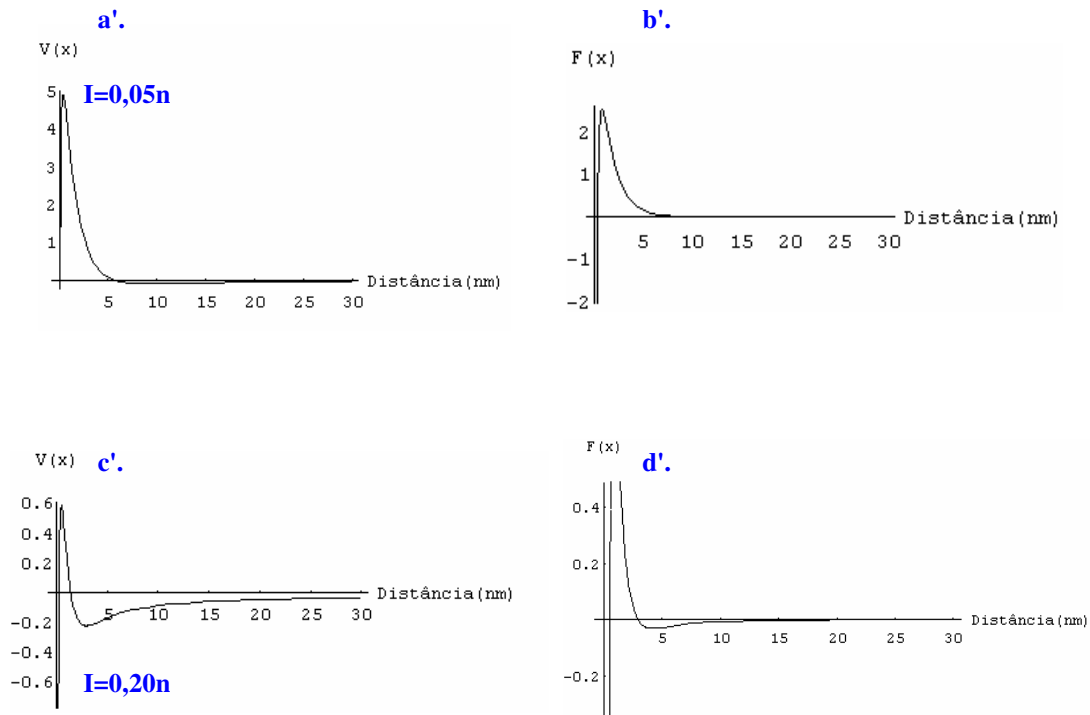 a'.
V(x)
I=0,05n
5
4
3
2
1
Distância(nm)
5 10 15 20 25 30
b'.
F(x)
2
1
Distância(nm)
5 10 15 20 25 30
-1
-2
c'.
V(x)
0.6
0.4
0.2
Distância(nm)
5 10 15 20 25 30
-0.2
-0.4
-0.6
I=0,20n
d'.
F(x)
0.4
0.2
Distância(nm)
5 10 15 20 25 30
-0.2